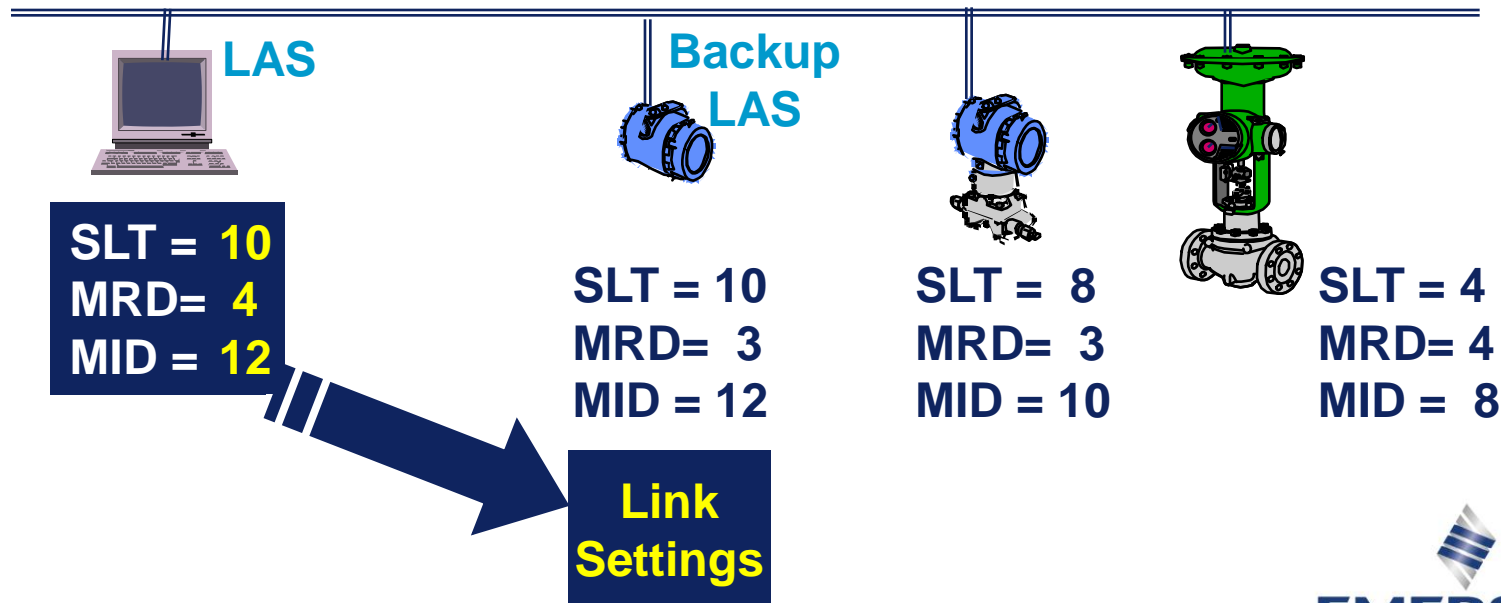 LAS
Backup
LAS
SLT = 10
MRD= 4
MID = 12
SLT = 10
MRD= 3
MID = 12
SLT = 8
MRD= 3
MID = 10
SLT = 4
MRD= 4
MID = 8
Link
Settings